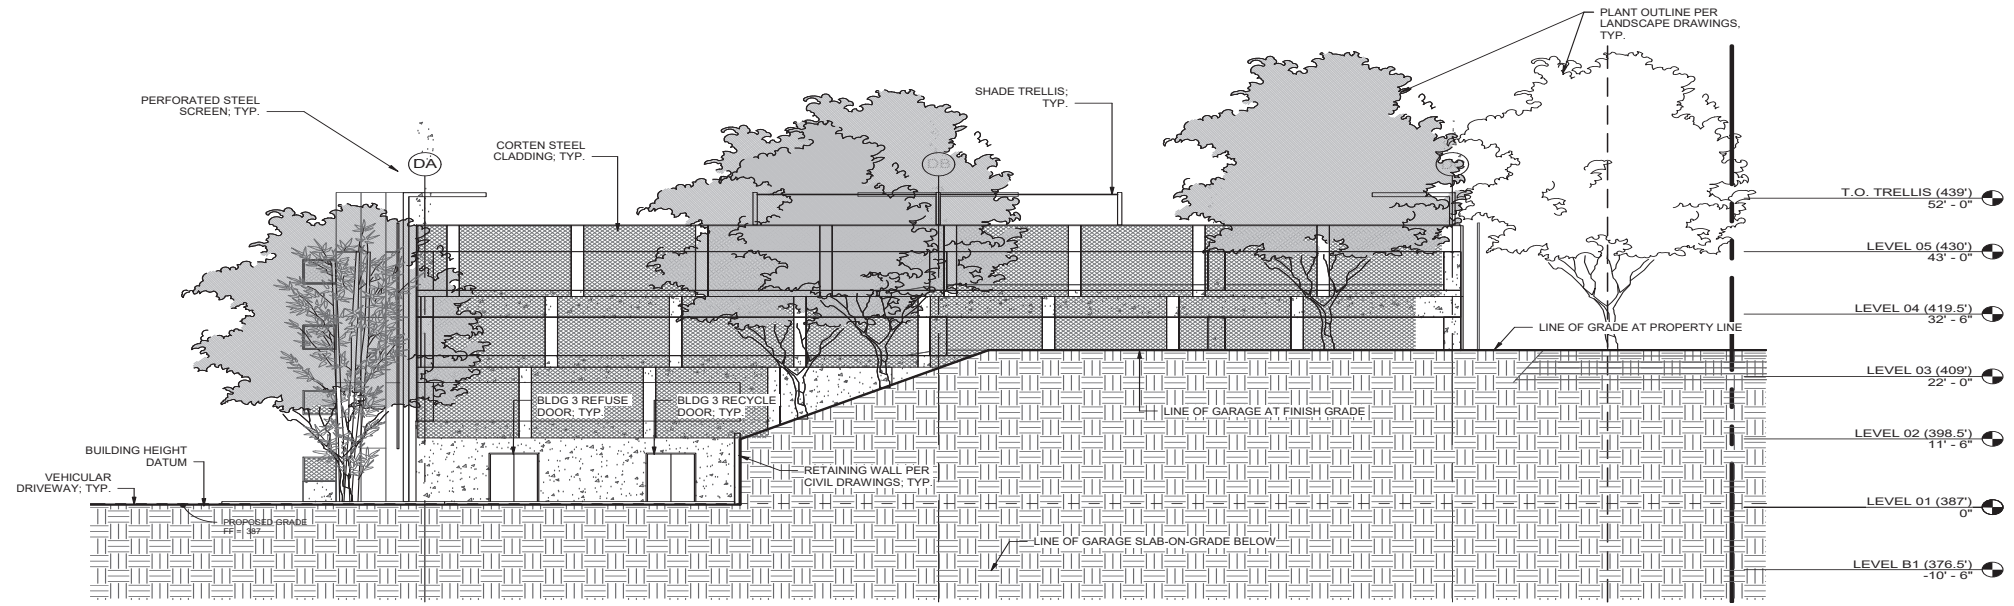 PLANT OUTLINE PER
LANDSCAPE DRAWINGS,
TYP.
SHADE TRELLIS;
TYP.
PERFORATED STEEL
SCREEN; TYP.
CORTEN STEEL
CLADDING; TYP.
DA
DB
T.O. TRELLIS (439')
52' - 0"
LEVEL 05 (430')
43' - 0"
LEVEL 04 (419.5')
32' - 6"
LINE OF GRADE AT PROPERTY LINE
LEVEL 03 (409')
22' - 0"
BLDG 3 REFUSE
DOOR; TYP.
BLDG 3 RECYCLE
DOOR; TYP.
LINE OF GARAGE AT FINISH GRADE
LEVEL 02 (398.5')
11' - 6"
BUILDING HEIGHT
DATUM
RETAINING WALL PER
CIVIL DRAWINGS; TYP.
VEHICULAR
DRIVEWAY; TYP.
LEVEL 01 (387')
0"
PROPOSED GRADE
FF = 387
LINE OF GARAGE SLAB-ON-GRADE BELOW
LEVEL B1 (376.5')
-10' - 6"